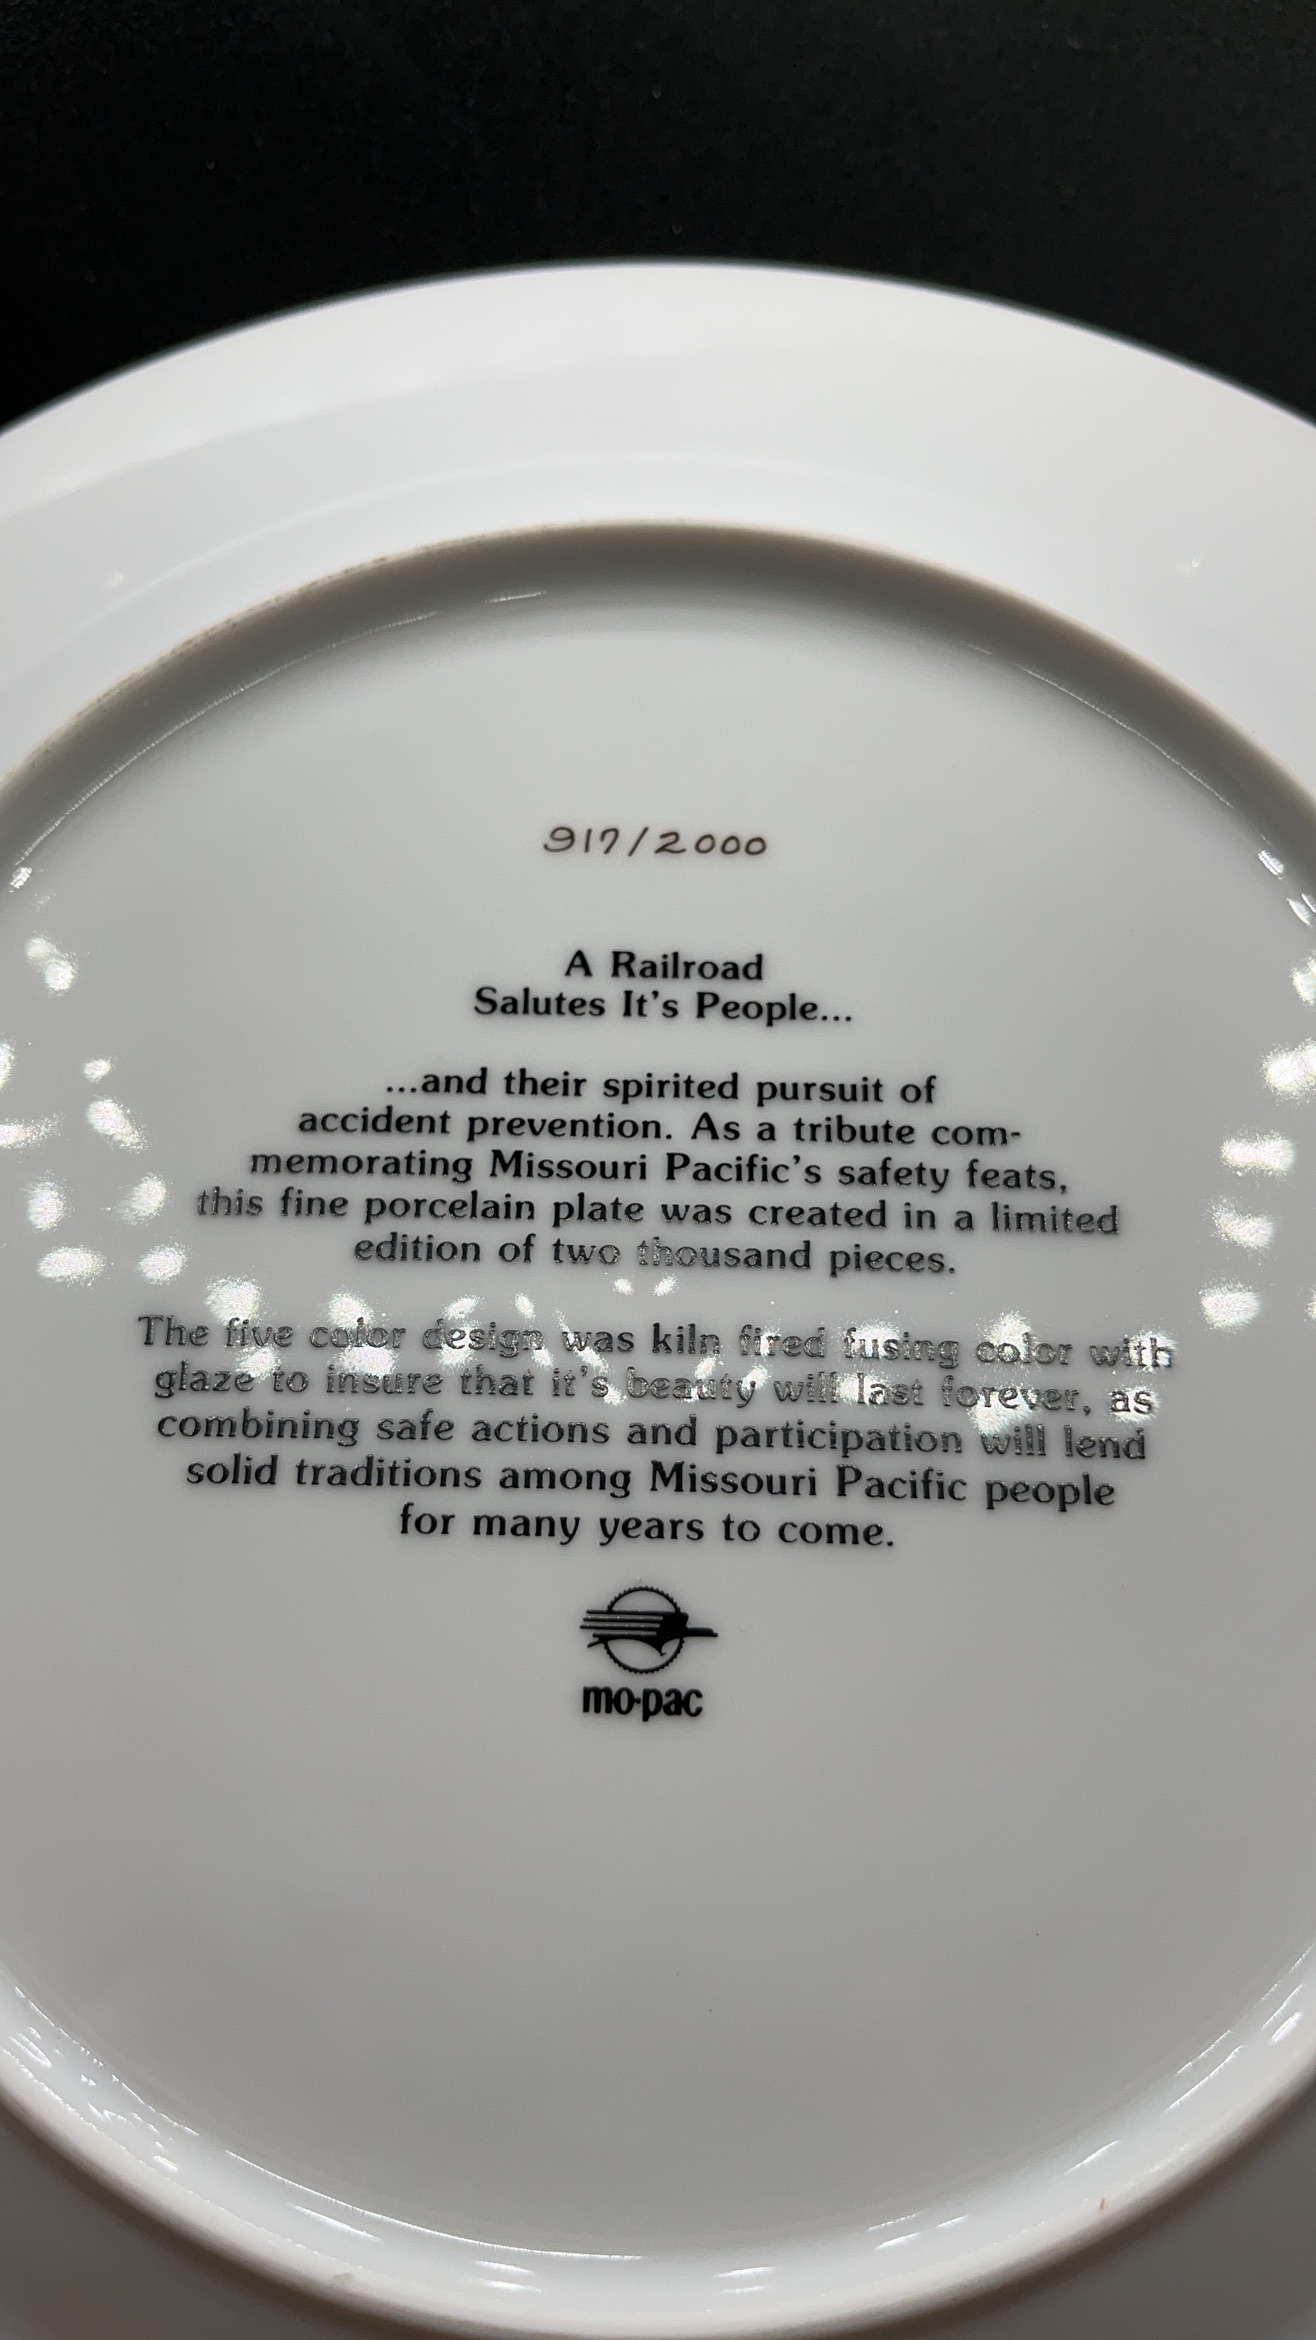 917/2000
A Railroad
Salutes It's People...
...and their spirited pursuit of
accident prevention. As a tribute com-
memorating Missouri Pacific's safety feats,
this fine porcelain plate was created in a limited
edition of two thousand pieces.
The five color design was kiln fired fusing color with
glaze to insure that it's beauty will last forever, as
combining safe actions and participation will lend
solid traditions among Missouri Pacific people
for many years to come.
mo·pac